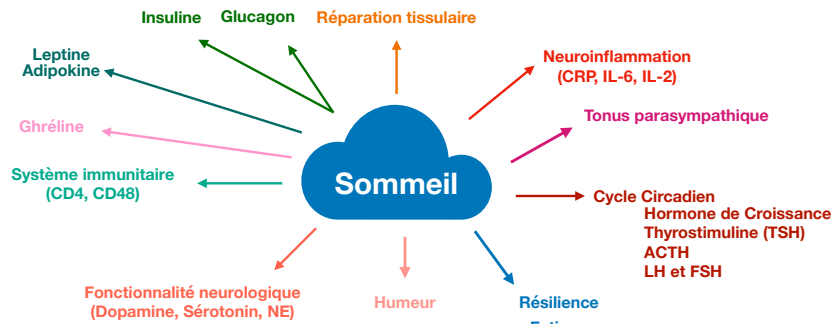 Insuline
Glucagon
Réparation tissulaire
Leptine
Adipokine
Neuroinflammation
(CRP, IL-6, IL-2)
Ghréline
Tonus parasympathique
Système immunitaire
(CD4, CD48)
Sommeil
Cycle Circadien
Hormone de Croissance
Thyrostimuline (TSH)
ACTH
LH et FSH
Fonctionnalité neurologique
(Dopamine, Sérotonin, NE)
Humeur
Résilience